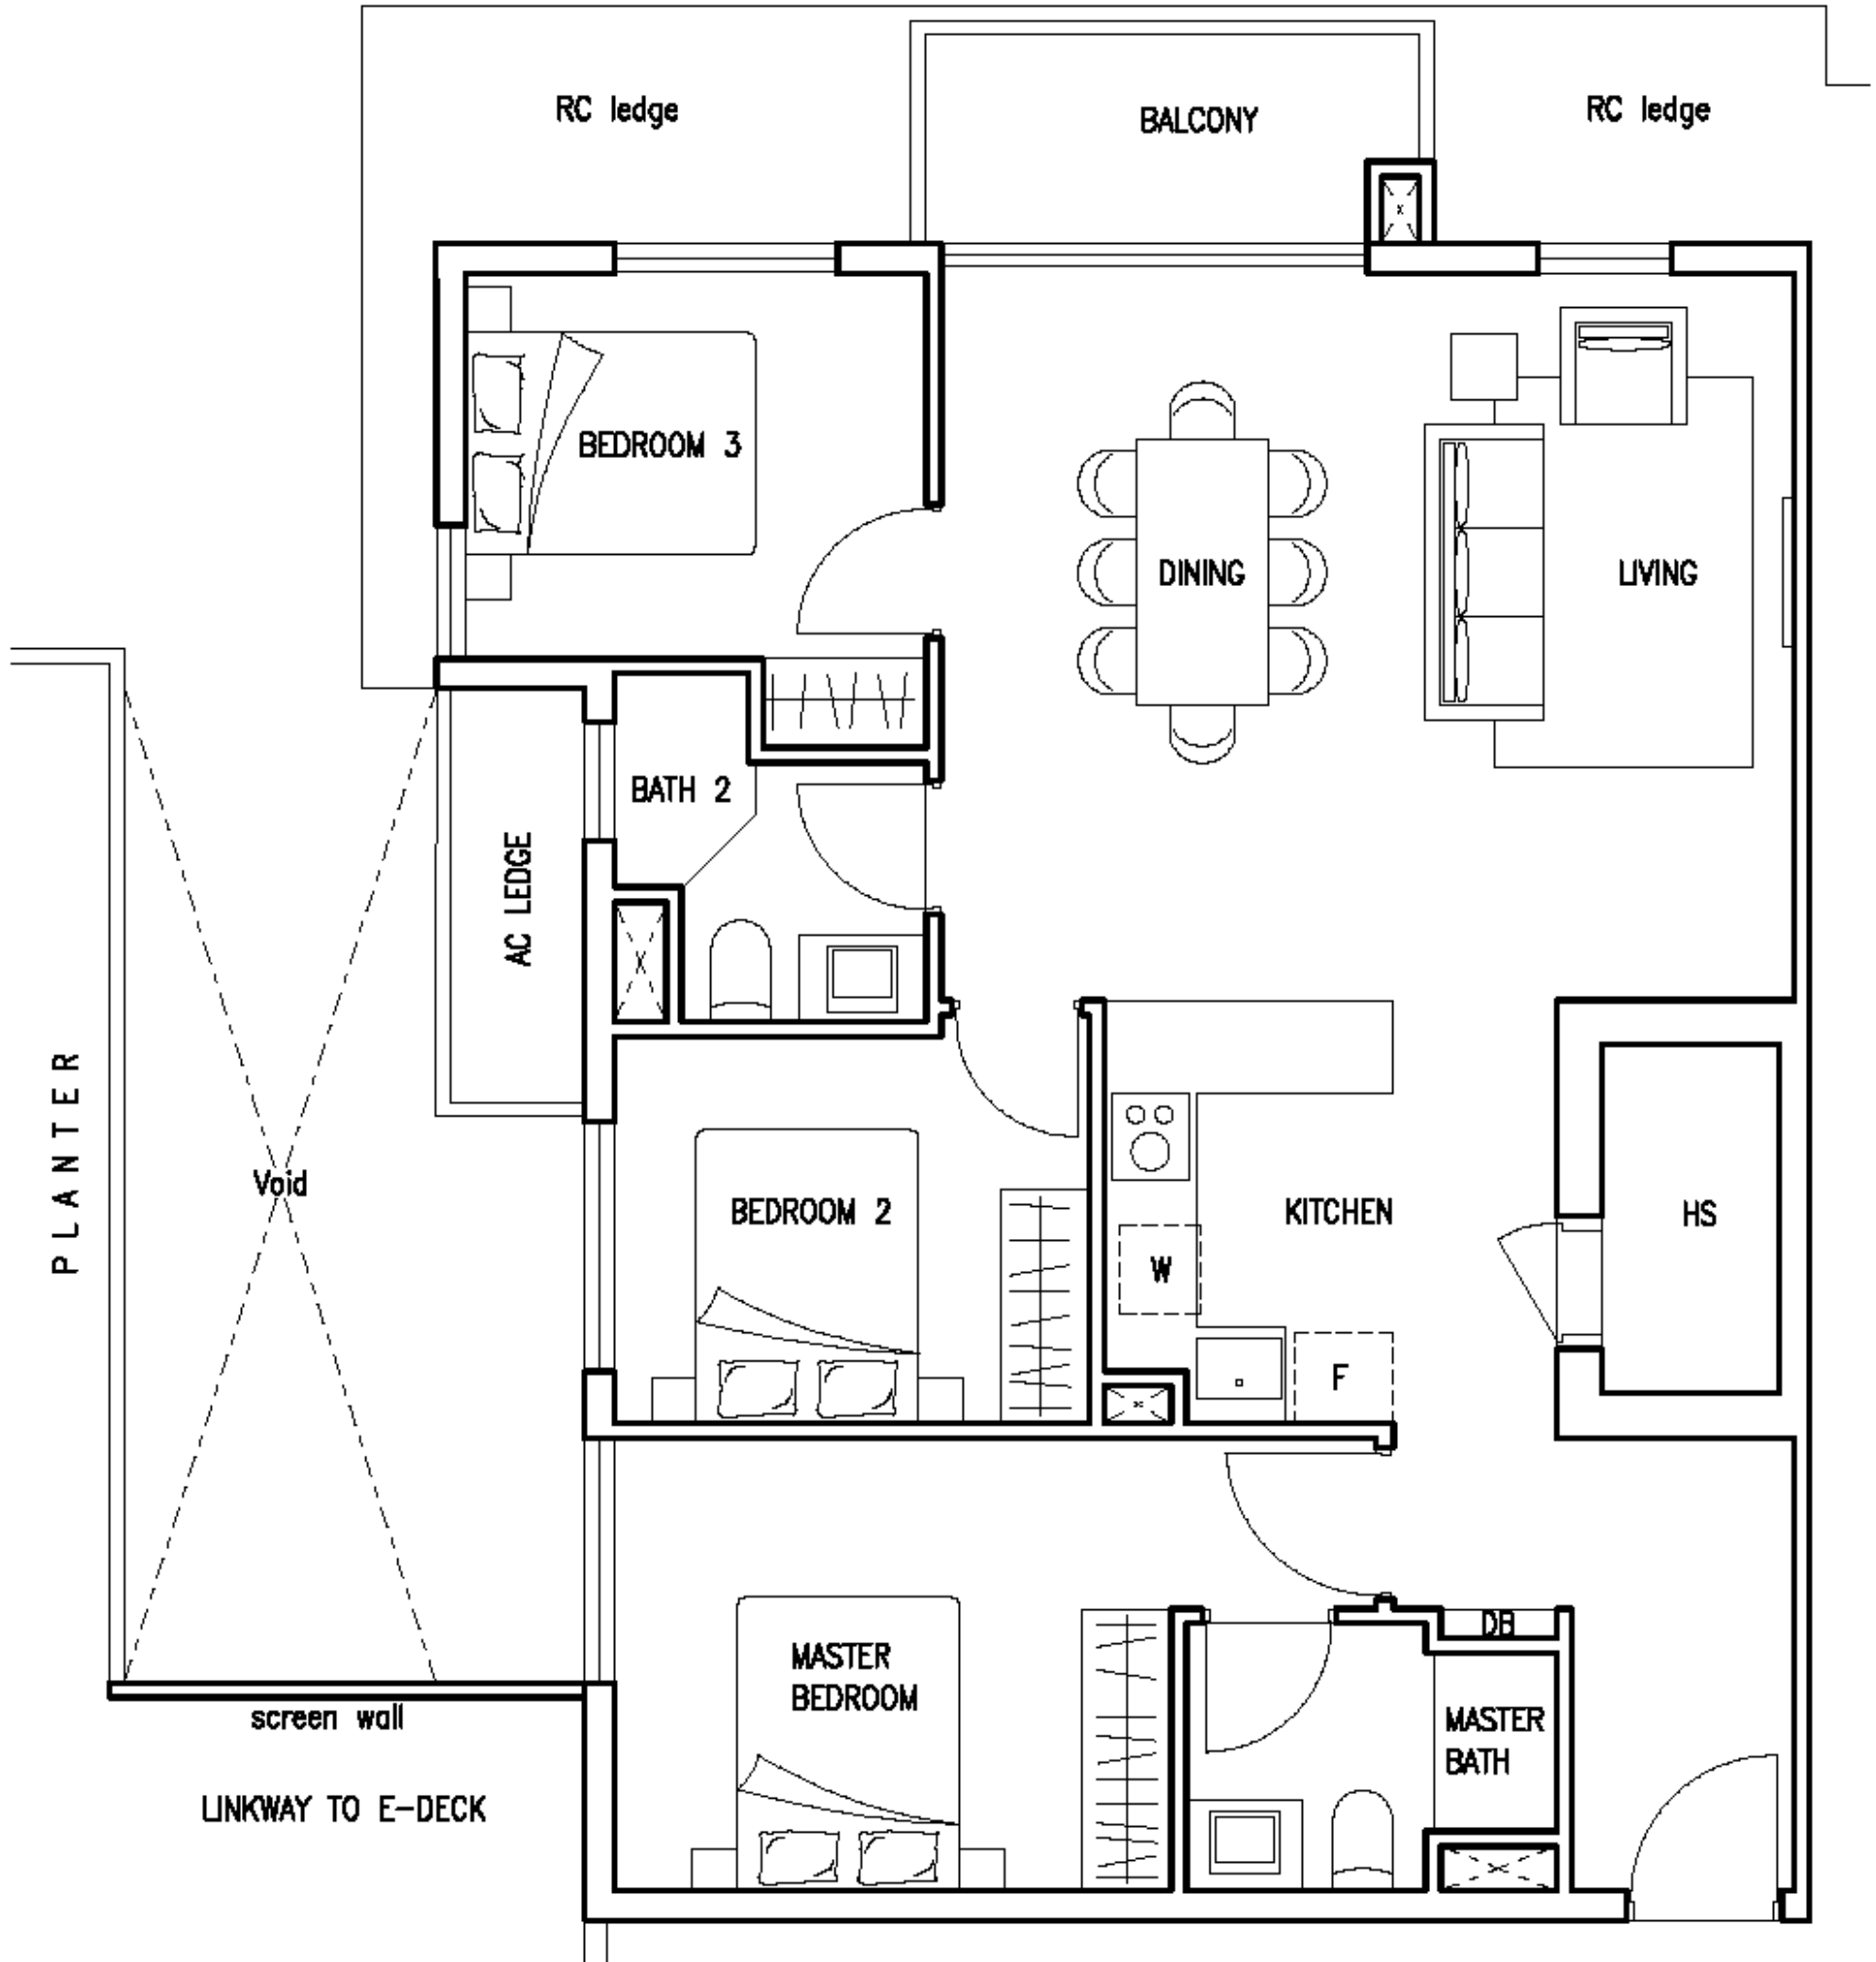 RC ledge
BALCONY
RC ledge
BEDROOM 3
DINING
LIVING
BATH 2
AC LEDGE
PLANTER
Void
BEDROOM 2
KITCHEN
HS
W
F
DB
MASTER
BEDROOM
MASTER
BATH
screen wall
LINKWAY TO E-DECK